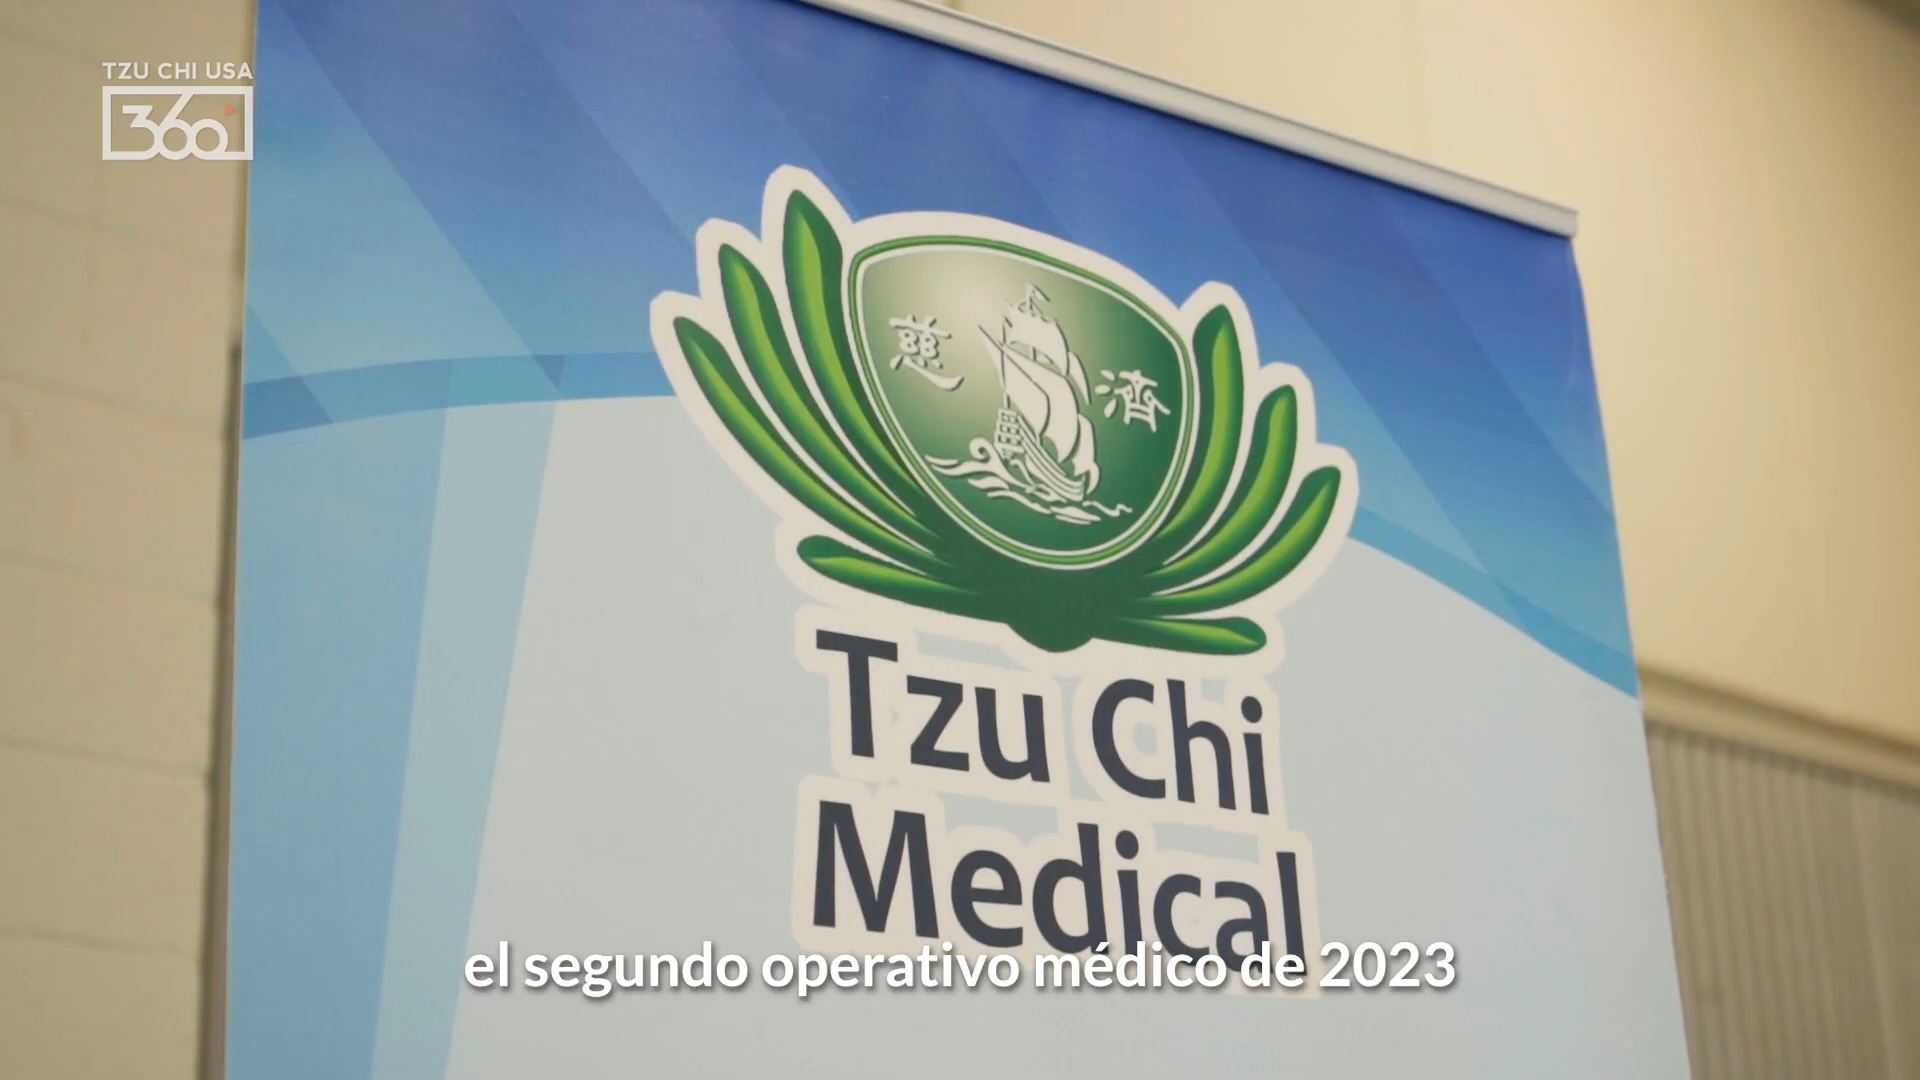 TZU CHI USA
360
慈 濟
Tzu Chi
Medical
el segundo operativo médico de 2023